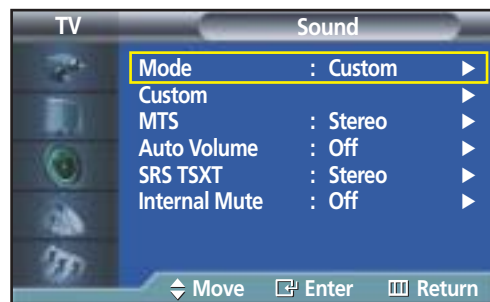 TV Sound
Mode : Custom ▶
Custom ▶
MTS : Stereo ▶
Auto Volume : Off ▶
SRS TSXT : Stereo ▶
Internal Mute : Off ▶
Move Enter Return